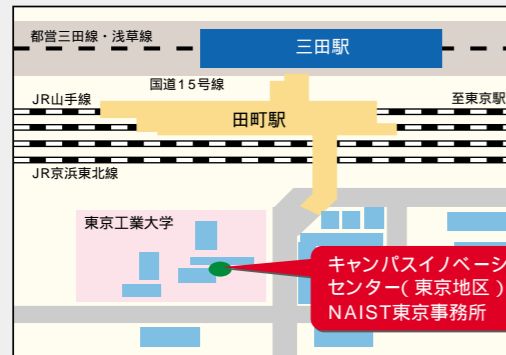 都営三田線・浅草線
三田駅
国道15号線
JR山手線
至東京駅
田町駅
JR京浜東北線
東京工業大学
キャンパスイノベーシ
センター(東京地区)
NAIST東京事務所